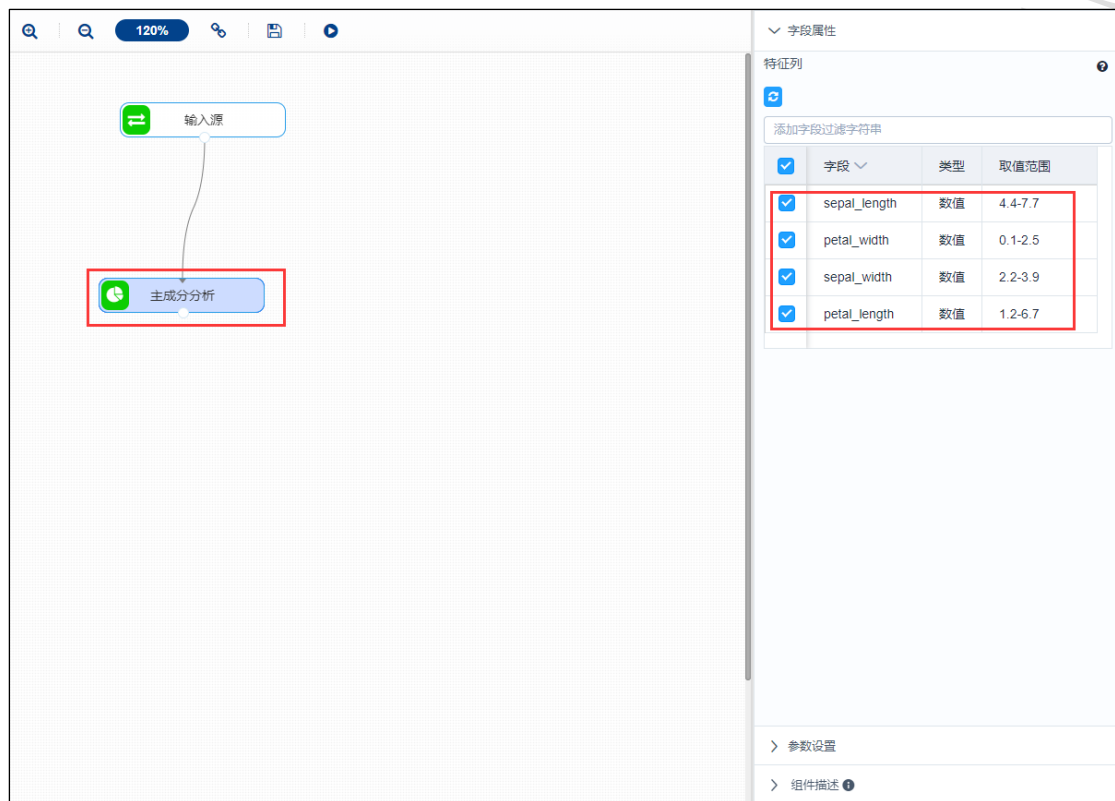 120%
输入源
主成分分析
字段属性
特征列
添加字段过滤字符串
字段 类型 取值范围
sepal_length 数值 4.4-7.7
petal_width 数值 0.1-2.5
sepal_width 数值 2.2-3.9
petal_length 数值 1.2-6.7
参数设置
组件描述